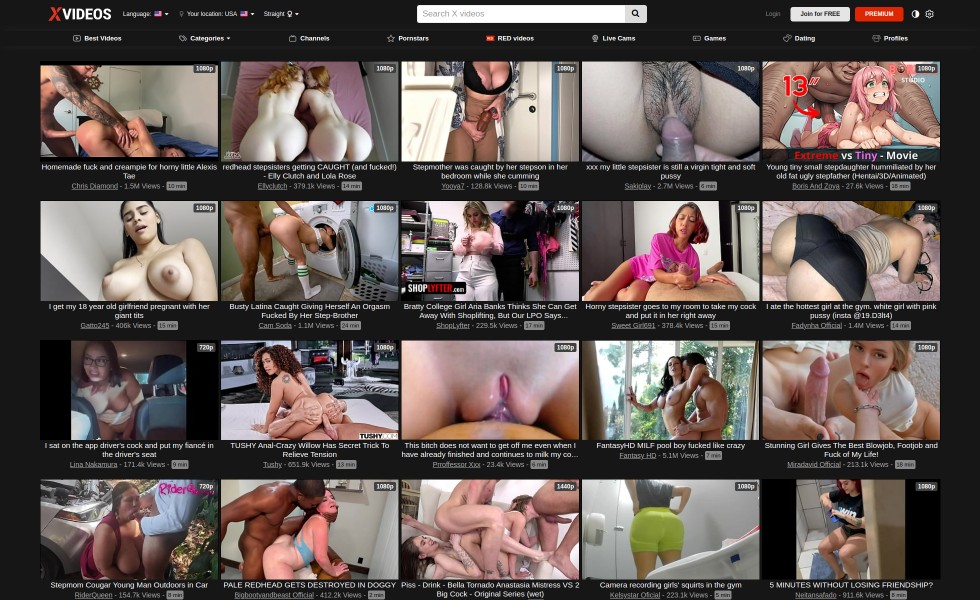 XVIDEOS
Language:
Your location: USA
Straight
Search X videos
Login
Join for FREE
PREMIUM
Best Videos
Categories
Channels
Pornstars
RED videos
Live Cams
Games
Dating
Profiles
1080p
1080p
1080p
1080p
1080p
STUDIO
13"
Extreme vs Tiny - Movie
Homemade fuck and creampie for horny little Alexis
Tae
Chris Diamond - 1.5M Views - 10 min
redhead stepsisters getting CAUGHT (and fucked!)
- Elly Clutch and Lola Rose
Ellyclutch - 379.1k Views - 14 min
Stepmother was caught by her stepson in her
bedroom while she cumming
Yooya7 - 128.8k Views - 10 min
xxx my little stepsister is still a virgin tight and soft
pussy
Sakiplay - 2.7M Views - 6 min
Young tiny small stepdaughter hummiliated by her
old fat ugly stepfather (Hentai/3D/Animated)
Boris And Zoya - 27.6k Views - 18 min
1080p
1080p
1080p
1080p
1080p
SHOPLYFTER.com
I get my 18 year old girlfriend pregnant with her
giant tits
Gatto245 - 406k Views - 15 min
Busty Latina Caught Giving Herself An Orgasm
Fucked By Her Step-Brother
Cam Soda - 1.1M Views - 24 min
Bratty College Girl Aria Banks Thinks She Can Get
Away With Shoplifting, But Our LPO Says...
ShopLyfter - 229.5k Views - 17 min
Horny stepsister goes to my room to take my cock
and put it in her right away
Sweet Girl691 - 378.4k Views - 15 min
I ate the hottest girl at the gym, white girl with pink
pussy (insta @19.D3lt4)
Fadynha Official - 1.4M Views - 14 min
720p
1080p
1080p
1080p
1080p
TUSHY.COM
I sat on the app driver's cock and put my fiancé in
the driver's seat
Lina Nakamura - 171.4k Views - 9 min
TUSHY Anal-Crazy Willow Has Secret Trick To
Relieve Tension
Tushy - 651.9k Views - 13 min
This bitch does not want to get off me even when I
have already finished and continues to milk my co...
Proffessor Xxx - 23.4k Views - 6 min
FantasyHD MILF pool boy fucked like crazy
Fantasy HD - 5.1M Views - 7 min
Stunning Girl Gives The Best Blowjob, Footjob and
Fuck of My Life!
Miradavid Official - 213.1k Views - 18 min
RiderQueen
720p
1080p
1440p
1080p
1080p
Stepmom Cougar Young Man Outdoors in Car
RiderQueen - 154.7k Views - 8 min
PALE REDHEAD GETS DESTROYED IN DOGGY
Bigbootyandbeast Official - 412.2k Views - 2 min
Piss - Drink - Bella Tornado Anastasia Mistress VS 2
Big Cock - Original Series (wet)
Camera recording girls' squirts in the gym
Kelsystar Oficial - 223.1k Views - 5 min
5 MINUTES WITHOUT LOSING FRIENDSHIP?
Neitansafado - 911.6k Views - 8 min